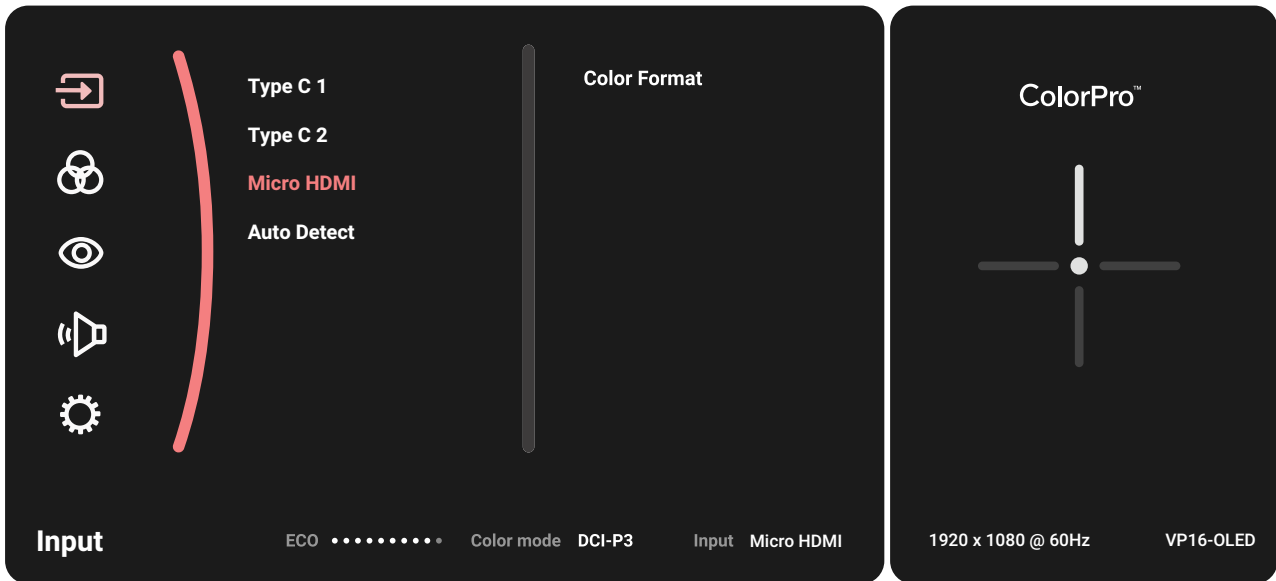 Type C 1
Type C 2
Micro HDMI
Auto Detect
Color Format
Input
ECO
Color mode DCI-P3
Input Micro HDMI
ColorPro™
1920 x 1080 @ 60Hz
VP16-OLED